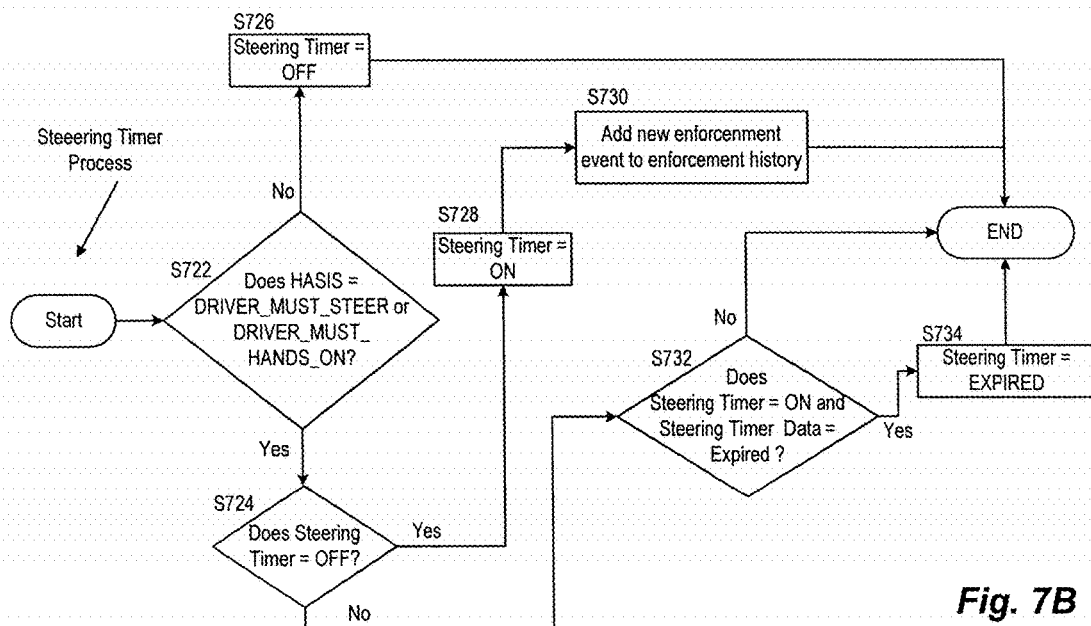 S726
Steering Timer =
OFF
S730
Add new enforcenment
event to enforcement history
Steeering Timer
Process
No
S728
Steering Timer =
ON
END
S722
Does HASIS =
DRIVER_MUST_STEER or
DRIVER_MUST_
HANDS_ON?
Start
No
S734
Steering Timer =
EXPIRED
S732
Does
Steering Timer = ON and
Steering Timer Data =
Expired ?
Yes
Yes
S724
Does Steering
Timer = OFF?
Yes
No
Fig. 7B